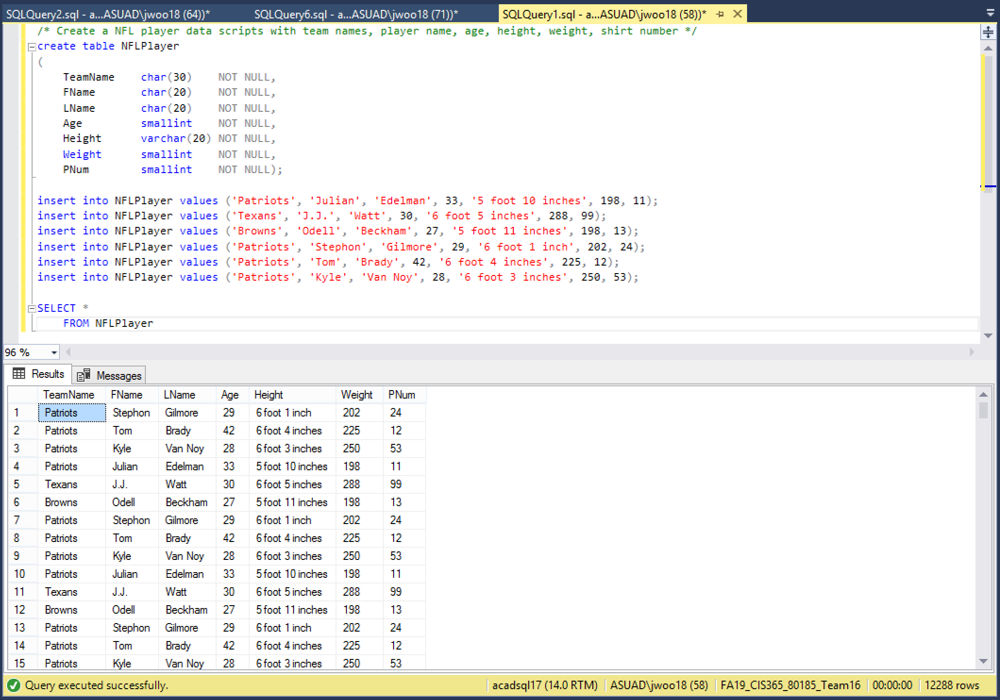 SQLQuery2.sql - a...ASUAD\jwoo18 (64))* SQLQuery6.sql - a...ASUAD\jwoo18 (71))* SQLQuery1.sql - a...ASUAD\jwoo18 (58))*
/* Create a NFL player data scripts with team names, player name, age, height, weight, shirt number */
create table NFLPlayer
(
TeamName char(30) NOT NULL,
FName char(20) NOT NULL,
LName char(20) NOT NULL,
Age smallint NOT NULL,
Height varchar(20) NOT NULL,
Weight smallint NOT NULL,
PNum smallint NOT NULL);
insert into NFLPlayer values ('Patriots', 'Julian', 'Edelman', 33, '5 foot 10 inches', 198, 11);
insert into NFLPlayer values ('Texans', 'J.J.', 'Watt', 30, '6 foot 5 inches', 288, 99);
insert into NFLPlayer values ('Browns', 'Odell', 'Beckham', 27, '5 foot 11 inches', 198, 13);
insert into NFLPlayer values ('Patriots', 'Stephon', 'Gilmore', 29, '6 foot 1 inch', 202, 24);
insert into NFLPlayer values ('Patriots', 'Tom', 'Brady', 42, '6 foot 4 inches', 225, 12);
insert into NFLPlayer values ('Patriots', 'Kyle', 'Van Noy', 28, '6 foot 3 inches', 250, 53);
SELECT *
FROM NFLPlayer
96 %
Results Messages
TeamName FName LName Age Height Weight PNum
1 Patriots Stephon Gilmore 29 6 foot 1 inch 202 24
2 Patriots Tom Brady 42 6 foot 4 inches 225 12
3 Patriots Kyle Van Noy 28 6 foot 3 inches 250 53
4 Patriots Julian Edelman 33 5 foot 10 inches 198 11
5 Texans J.J. Watt 30 6 foot 5 inches 288 99
6 Browns Odell Beckham 27 5 foot 11 inches 198 13
7 Patriots Stephon Gilmore 29 6 foot 1 inch 202 24
8 Patriots Tom Brady 42 6 foot 4 inches 225 12
9 Patriots Kyle Van Noy 28 6 foot 3 inches 250 53
10 Patriots Julian Edelman 33 5 foot 10 inches 198 11
11 Texans J.J. Watt 30 6 foot 5 inches 288 99
12 Browns Odell Beckham 27 5 foot 11 inches 198 13
13 Patriots Stephon Gilmore 29 6 foot 1 inch 202 24
14 Patriots Tom Brady 42 6 foot 4 inches 225 12
15 Patriots Kyle Van Noy 28 6 foot 3 inches 250 53
Query executed successfully. acadsql17 (14.0 RTM) ASUAD\jwoo18 (58) FA19_CIS365_80185_Team16 00:00:00 12288 rows